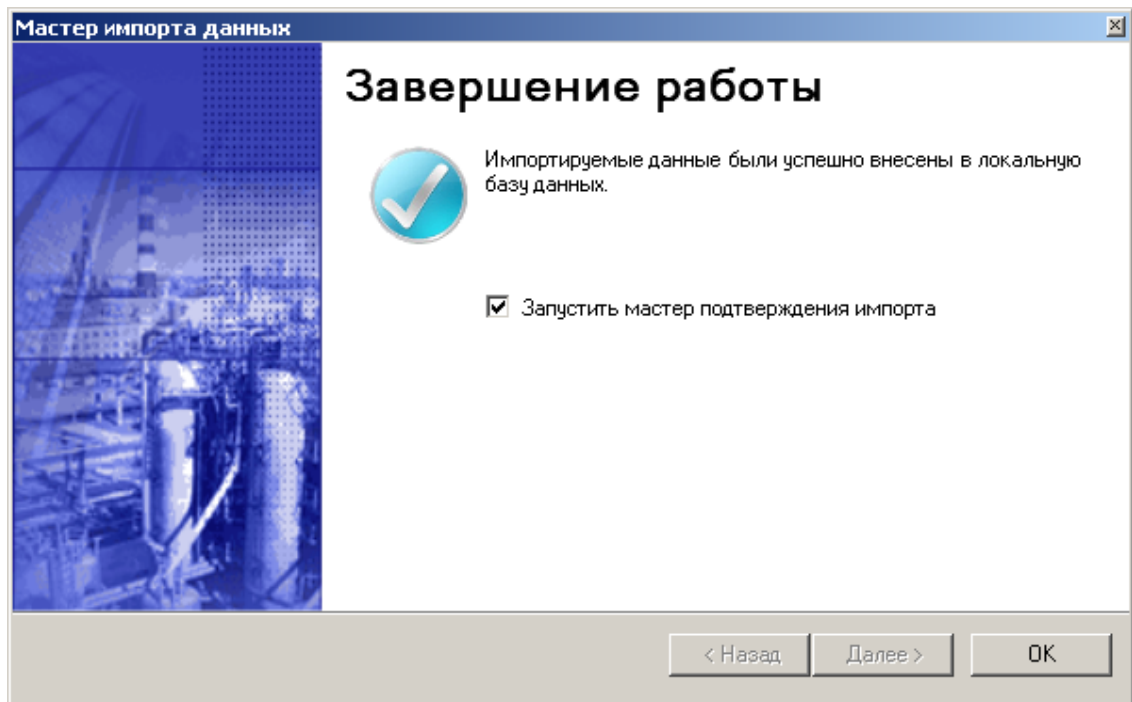 Мастер импорта данных
Завершение работы
Импортируемые данные были успешно внесены в локальную
базу данных.
Запустить мастер подтверждения импорта
< Назад
Далее >
OK